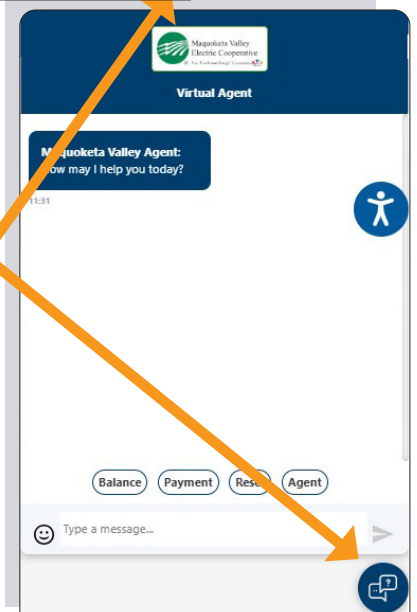 Maquoketa Valley
Electric Cooperative
Virtual Agent
Maquoketa Valley Agent:
How may I help you today?
11:31
Balance
Payment
Reset
Agent
Type a message...